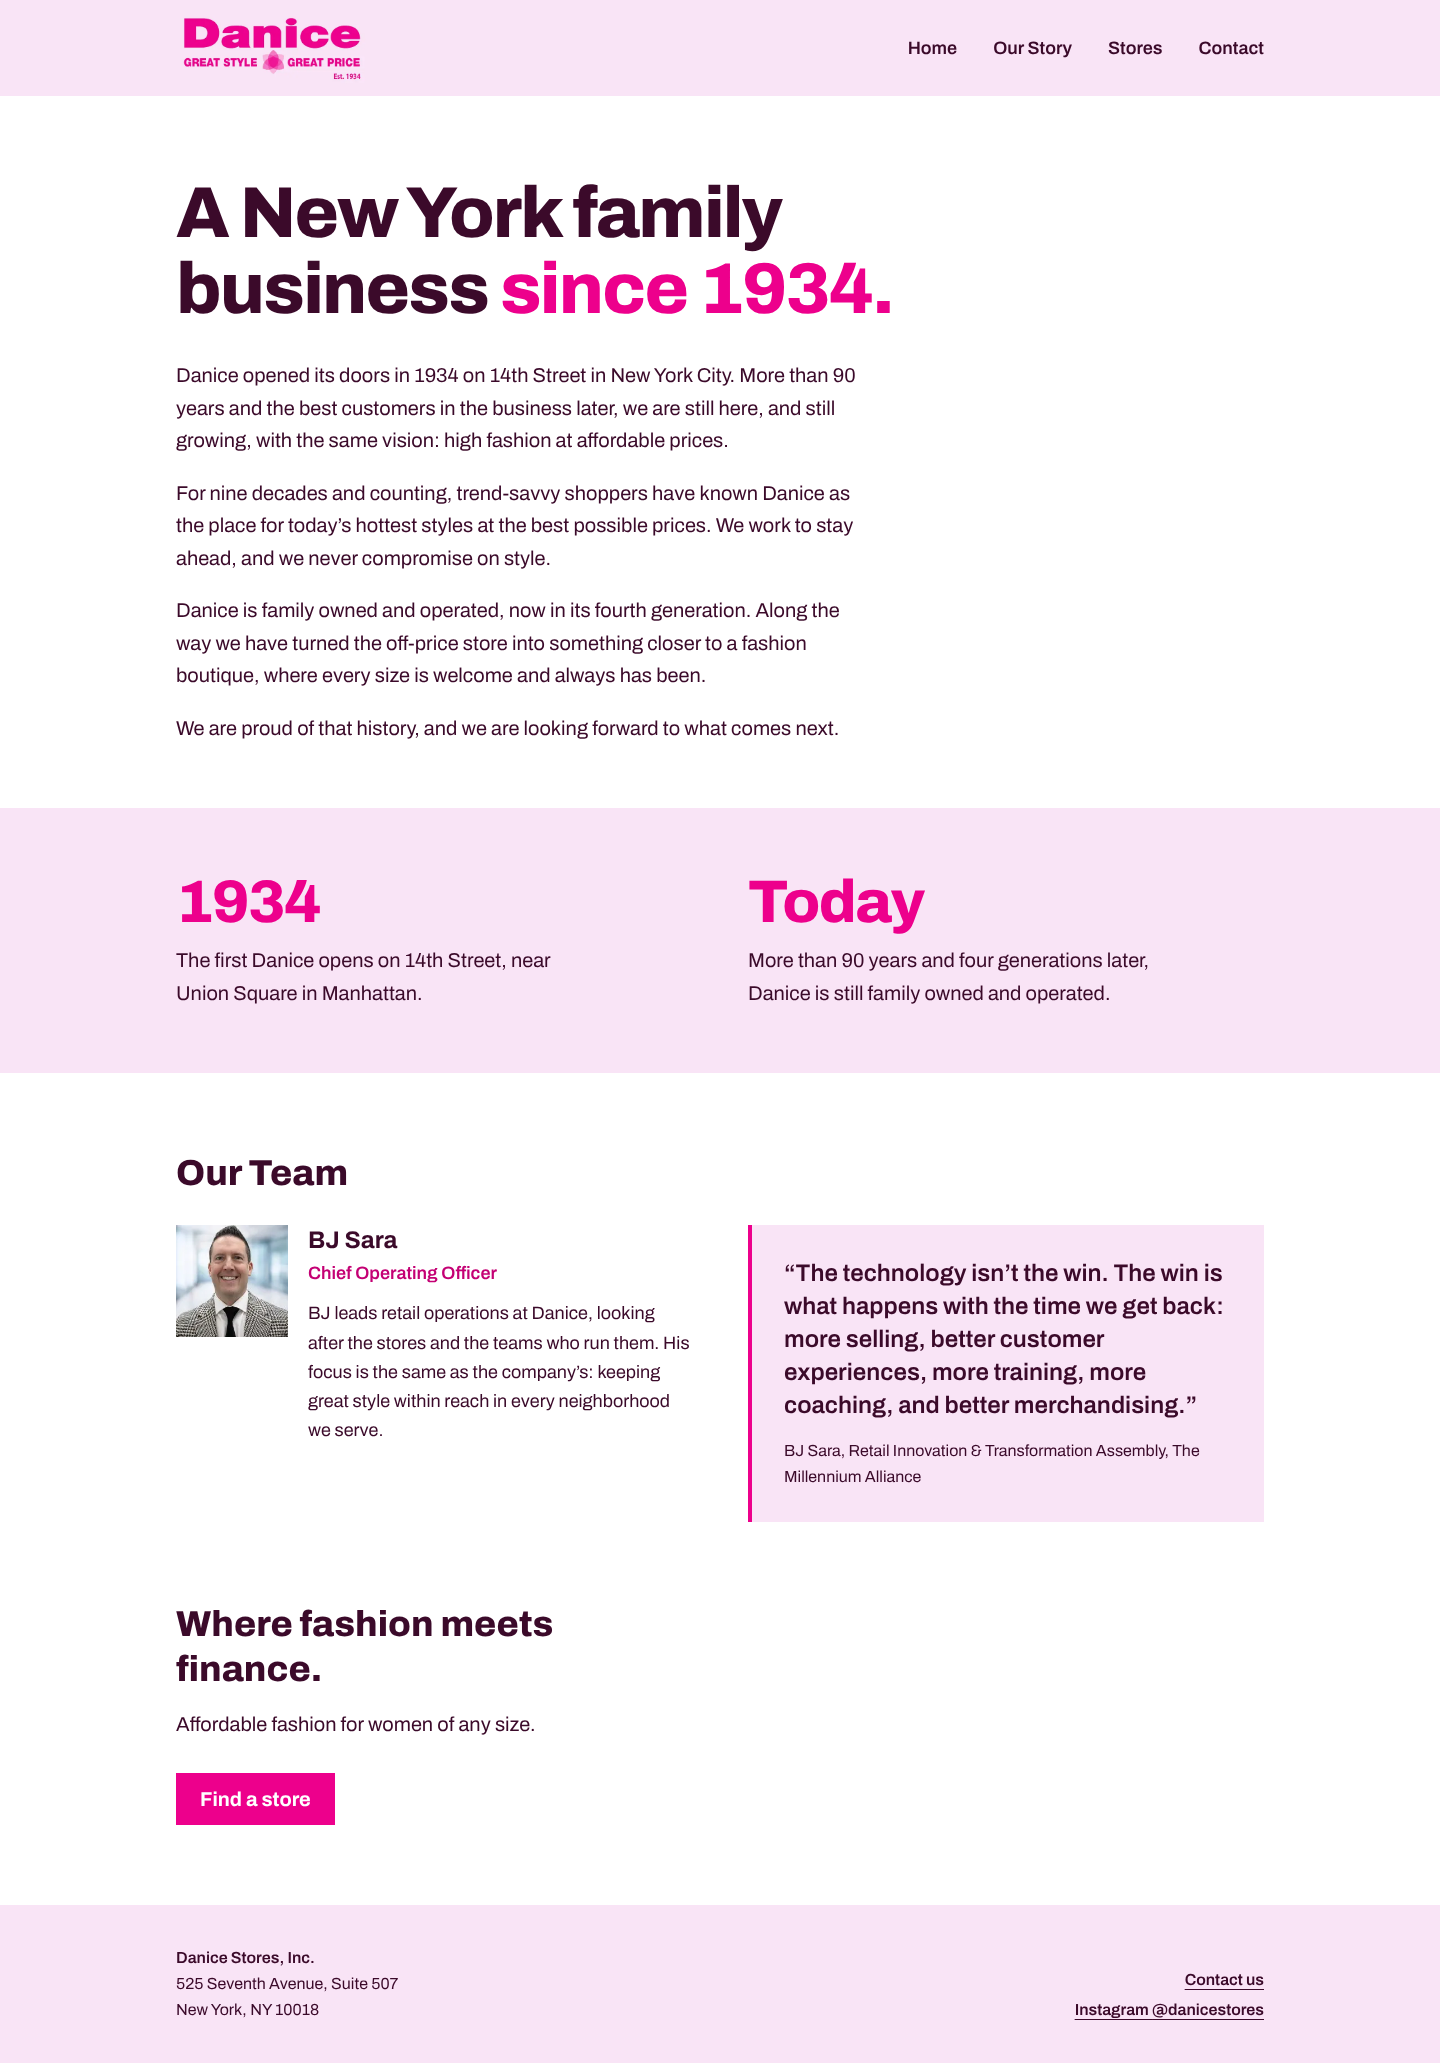 Danice
GREAT STYLE GREAT PRICE
Est. 1934
Home Our Story Stores Contact
A New York family
business since 1934.
Danice opened its doors in 1934 on 14th Street in New York City. More than 90
years and the best customers in the business later, we are still here, and still
growing, with the same vision: high fashion at affordable prices.
For nine decades and counting, trend-savvy shoppers have known Danice as
the place for today’s hottest styles at the best possible prices. We work to stay
ahead, and we never compromise on style.
Danice is family owned and operated, now in its fourth generation. Along the
way we have turned the off-price store into something closer to a fashion
boutique, where every size is welcome and always has been.
We are proud of that history, and we are looking forward to what comes next.
1934
The first Danice opens on 14th Street, near
Union Square in Manhattan.
Today
More than 90 years and four generations later,
Danice is still family owned and operated.
Our Team
BJ Sara
Chief Operating Officer
BJ leads retail operations at Danice, looking
after the stores and the teams who run them. His
focus is the same as the company’s: keeping
great style within reach in every neighborhood
we serve.
“The technology isn’t the win. The win is
what happens with the time we get back:
more selling, better customer
experiences, more training, more
coaching, and better merchandising.”
BJ Sara, Retail Innovation & Transformation Assembly, The
Millennium Alliance
Where fashion meets
finance.
Affordable fashion for women of any size.
Find a store
Danice Stores, Inc.
525 Seventh Avenue, Suite 507
New York, NY 10018
Contact us
Instagram @danicestores